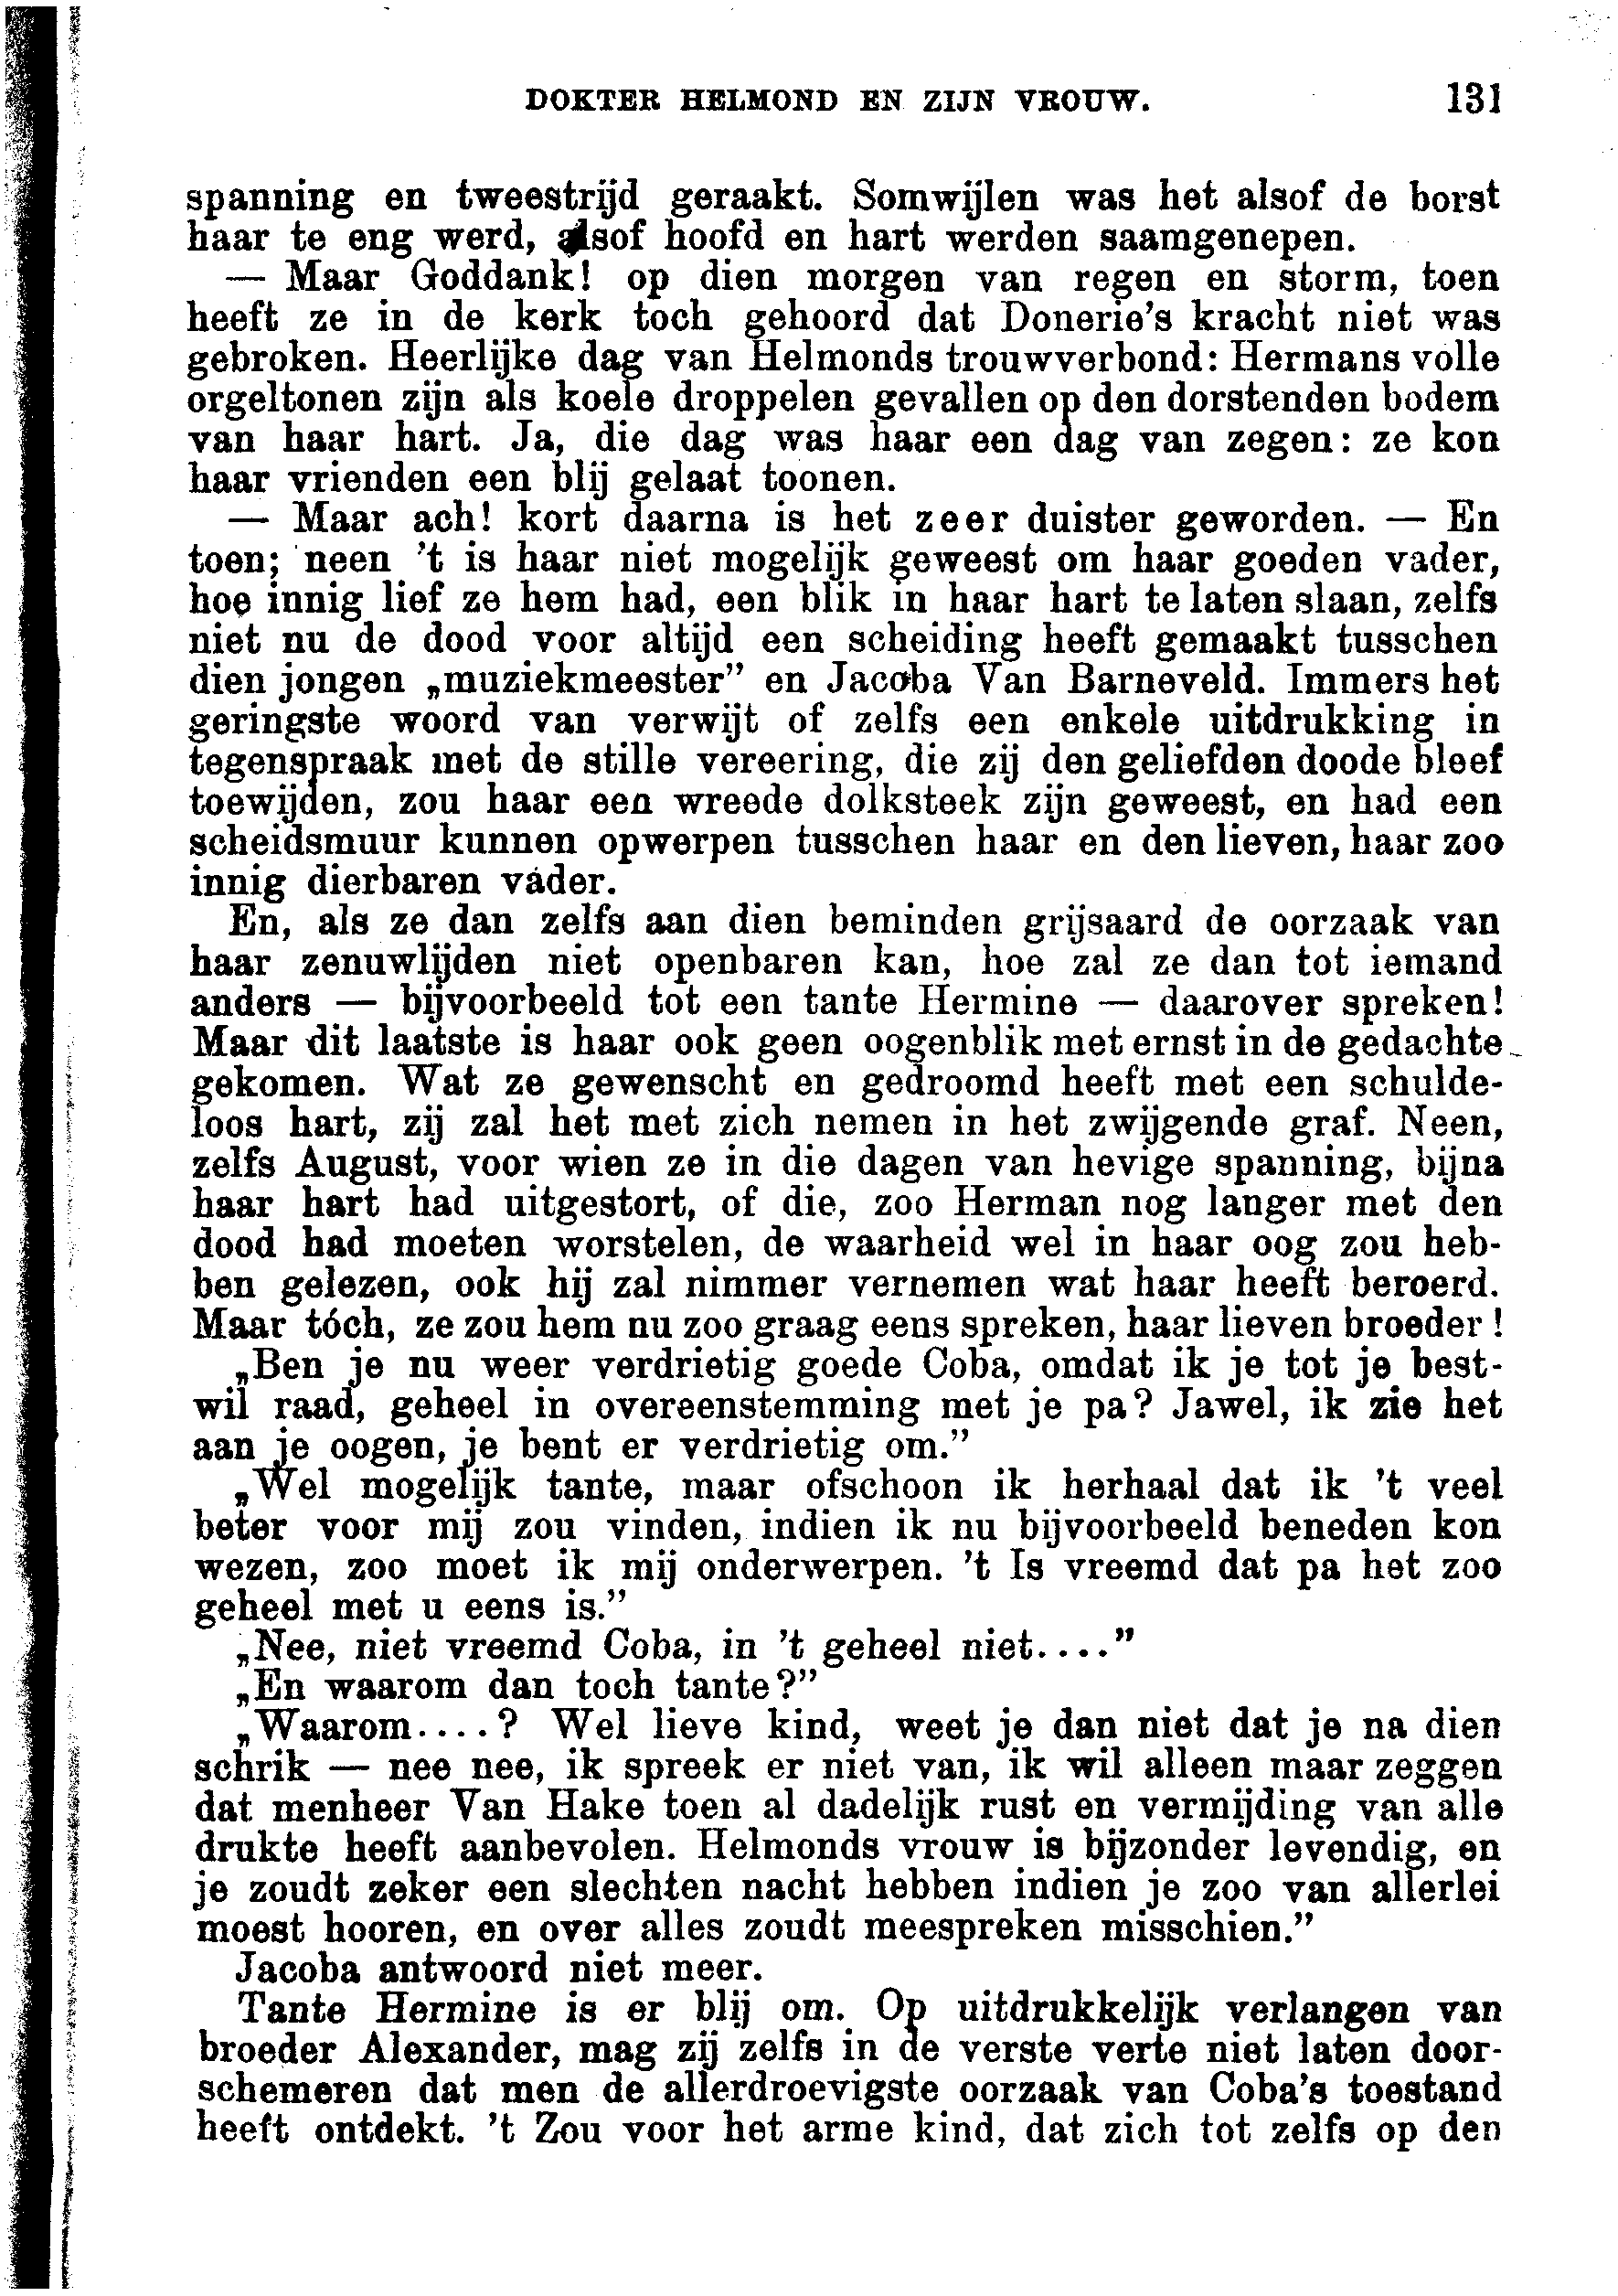 DOKTER HELMOND EN ZIJN VROUW. 131
spanning en tweestrijd geraakt. Somwijlen was het alsof de borst
haar te eng werd, alsof hoofd en hart werden saamgenepen.
— Maar Goddank! op dien morgen van regen en storm, toen
heeft ze in de kerk toch gehoord dat Donerie's kracht niet was
gebroken. Heerlijke dag van Helmonds trouwverbond: Hermans volle
orgeltonen zijn als koele droppelen gevallen op den dorstenden bodem
van haar hart. Ja, die dag was haar een dag van zegen: ze kon
haar vrienden een blij gelaat toonen.
— Maar ach! kort daarna is het zeer duister geworden. — En
toen; neen 't is haar niet mogelijk geweest om haar goeden vader,
hoe innig lief ze hem had, een blik in haar hart te laten slaan, zelfs
niet nu de dood voor altijd een scheiding heeft gemaakt tusschen
dien jongen „muziekmeester” en Jacoba Van Barneveld. Immers het
geringste woord van verwijt of zelfs een enkele uitdrukking in
tegenspraak met de stille vereering, die zij den geliefden doode bleef
toewijden, zou haar een wreede dolksteek zijn geweest, en had een
scheidsmuur kunnen opwerpen tusschen haar en den lieven, haar zoo
innig dierbaren vader.
En, als ze dan zelfs aan dien beminden grijsaard de oorzaak van
haar zenuwlijden niet openbaren kan, hoe zal ze dan tot iemand
anders — bijvoorbeeld tot een tante Hermine — daarover spreken!
Maar dit laatste is haar ook geen oogenblik met ernst in de gedachte
gekomen. Wat ze gewenscht en gedroomd heeft met een schulde-
loos hart, zij zal het met zich nemen in het zwijgende graf. Neen,
zelfs August, voor wien ze in die dagen van hevige spanning, bijna
haar hart had uitgestort, of die, zoo Herman nog langer met den
dood had moeten worstelen, de waarheid wel in haar oog zou heb-
ben gelezen, ook hij zal nimmer vernemen wat haar heeft beroerd.
Maar tóch, ze zou hem nu zoo graag eens spreken, haar lieven broeder!
„Ben je nu weer verdrietig goede Coba, omdat ik je tot je best-
wil raad, geheel in overeenstemming met je pa? Jawel, ik zie het
aan je oogen, je bent er verdrietig om.”
„Wel mogelijk tante, maar ofschoon ik herhaal dat ik 't veel
beter voor mij zou vinden, indien ik nu bijvoorbeeld beneden kon
wezen, zoo moet ik mij onderwerpen. 't Is vreemd dat pa het zoo
geheel met u eens is.”
„Nee, niet vreemd Coba, in 't geheel niet....”
„En waarom dan toch tante?”
„Waarom....? Wel lieve kind, weet je dan niet dat je na dien
schrik — nee nee, ik spreek er niet van, ik wil alleen maar zeggen
dat menheer Van Hake toen al dadelijk rust en vermijding van alle
drukte heeft aanbevolen. Helmonds vrouw is bijzonder levendig, en
je zoudt zeker een slechten nacht hebben indien je zoo van allerlei
moest hooren, en over alles zoudt meespreken misschien.”
Jacoba antwoord niet meer.
Tante Hermine is er blij om. Op uitdrukkelijk verlangen van
broeder Alexander, mag zij zelfs in de verste verte niet laten door-
schemeren dat men de allerdroevigste oorzaak van Coba's toestand
heeft ontdekt. 't Zou voor het arme kind, dat zich tot zelfs op den